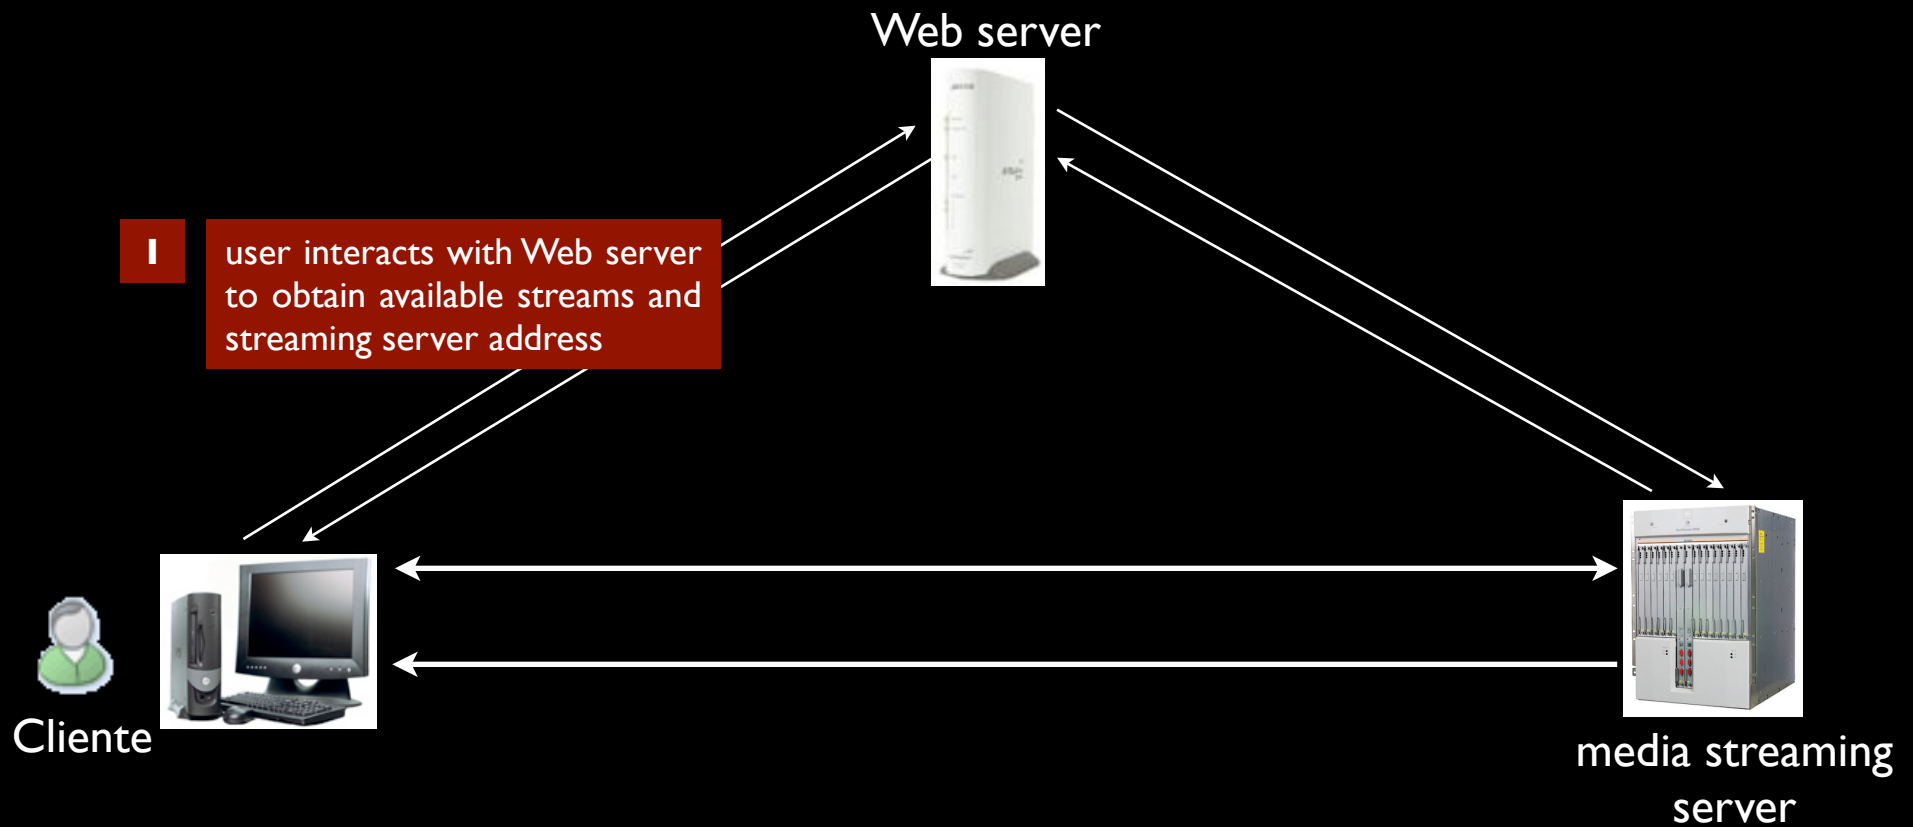 Web server
1
user interacts with Web server
to obtain available streams and
streaming server address
Cliente
media streaming
server